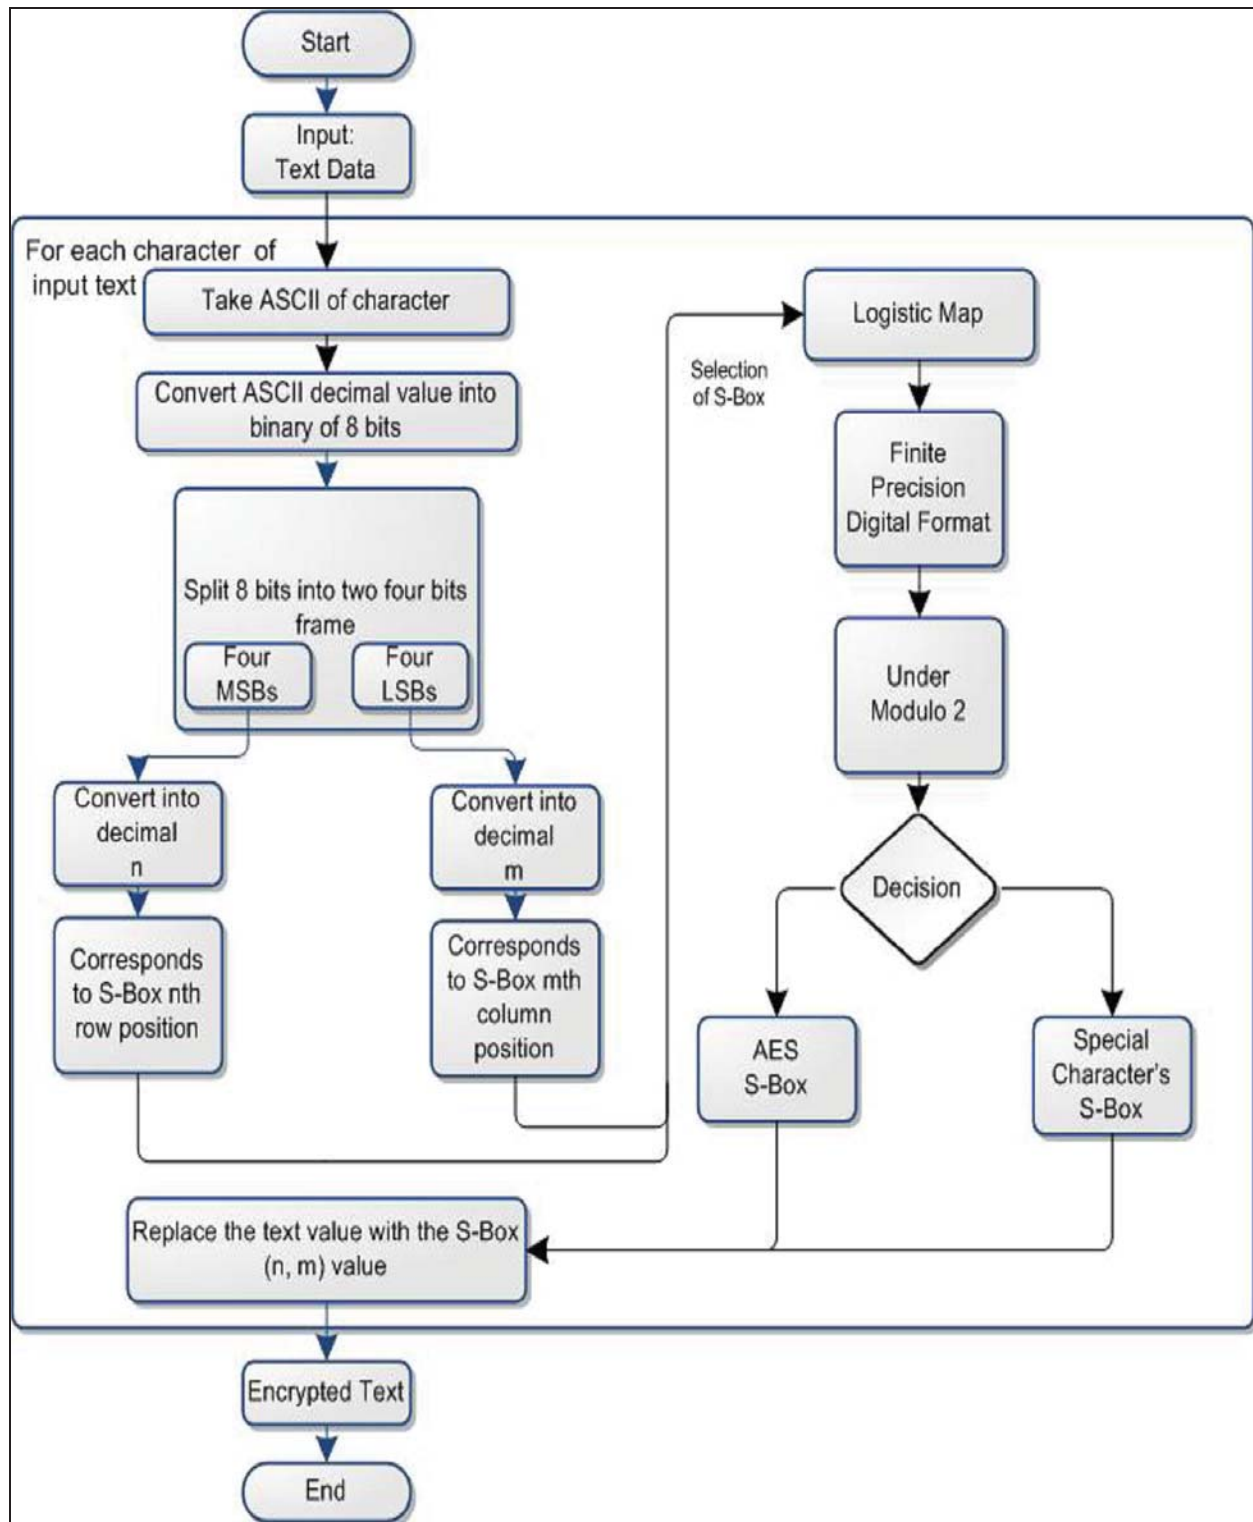 Start
Input:
Text Data
For each character of
input text
Take ASCII of character
Convert ASCII decimal value into
binary of 8 bits
Split 8 bits into two four bits
frame
Four
MSBs
Four
LSBs
Convert into
decimal
n
Convert into
decimal
m
Corresponds
to S-Box nth
row position
Corresponds
to S-Box mth
column
position
Selection
of S-Box
Logistic Map
Finite
Precision
Digital Format
Under
Modulo 2
Decision
AES
S-Box
Special
Character's
S-Box
Replace the text value with the S-Box
(n, m) value
Encrypted Text
End